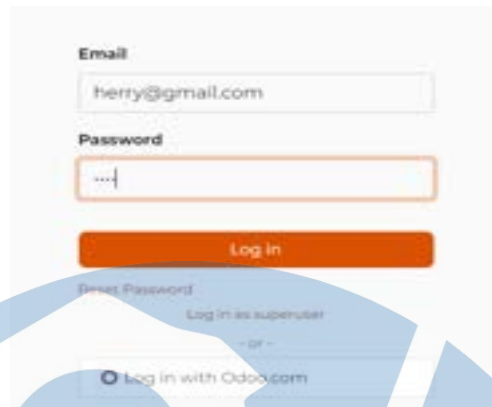 Email
herry@gmail.com
Password
....
Log in
Reset Password
Log in as superuser
- or -
Log in with Odoo.com